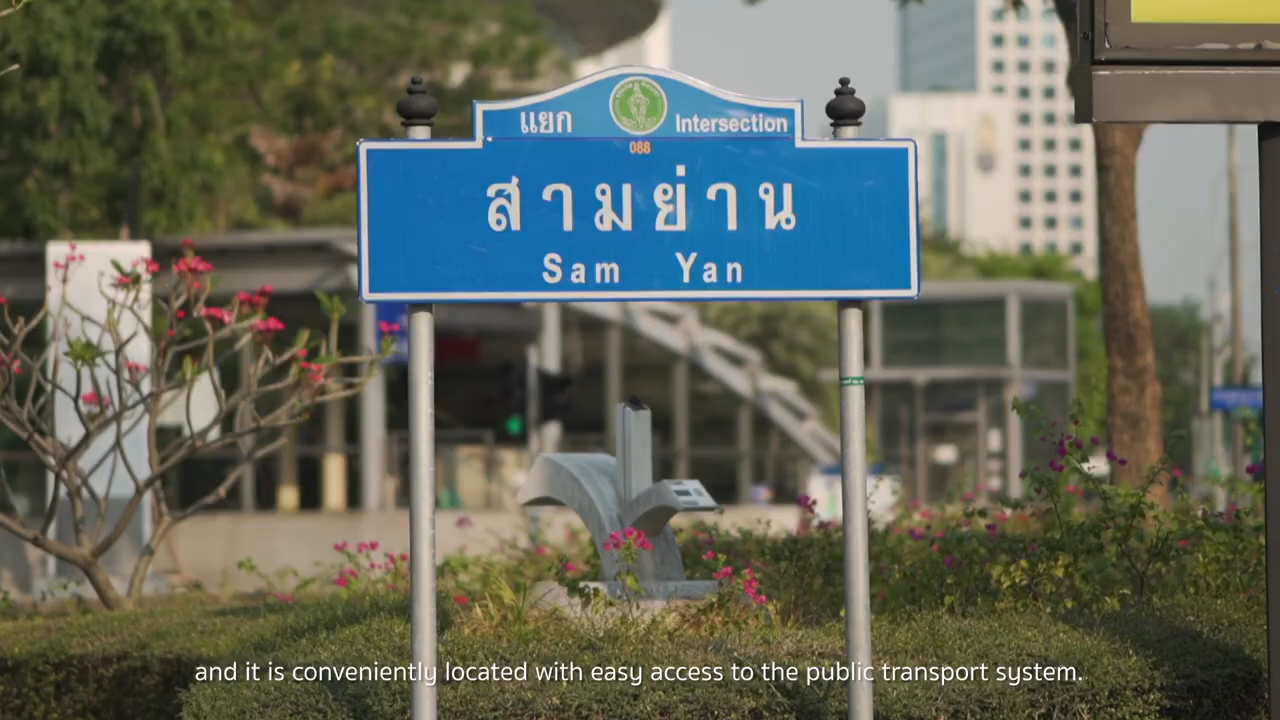 แยก Intersection
088
สามย่าน
Sam Yan
and it is conveniently located with easy access to the public transport system.